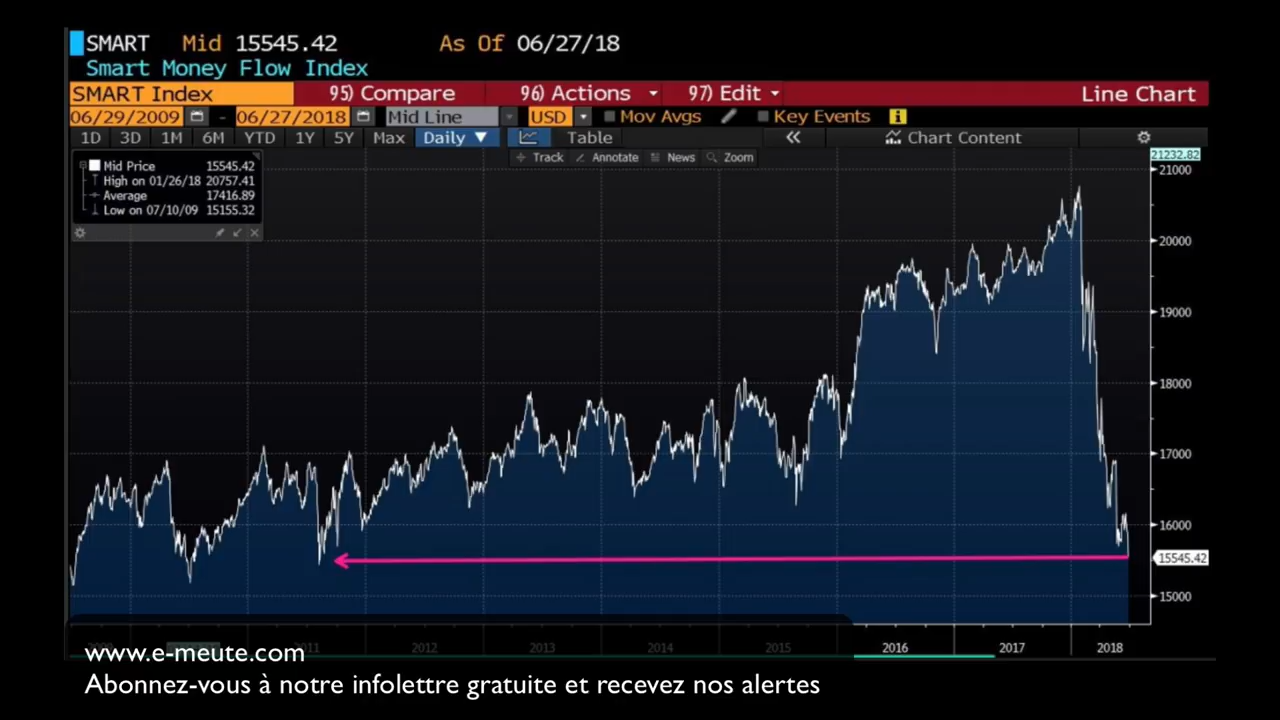 SMART Mid 15545.42 As Of 06/27/18
Smart Money Flow Index
SMART Index 95) Compare 96) Actions 97) Edit Line Chart
06/29/2009 - 06/27/2018 Mid Line USD Mov Avgs Key Events
1D 3D 1M 6M YTD 1Y 5Y Max Daily ▼ Table « Chart Content
Track Annotate News Zoom
21232.82
Mid Price 15545.42
High on 01/26/18 20757.41
Average 17416.89
Low on 07/10/09 15155.32
21000
20000
19000
18000
17000
16000
15545.42
15000
2011 2012 2013 2014 2015 2016 2017 2018
www.e-meute.com
Abonnez-vous à notre infolettre gratuite et recevez nos alertes